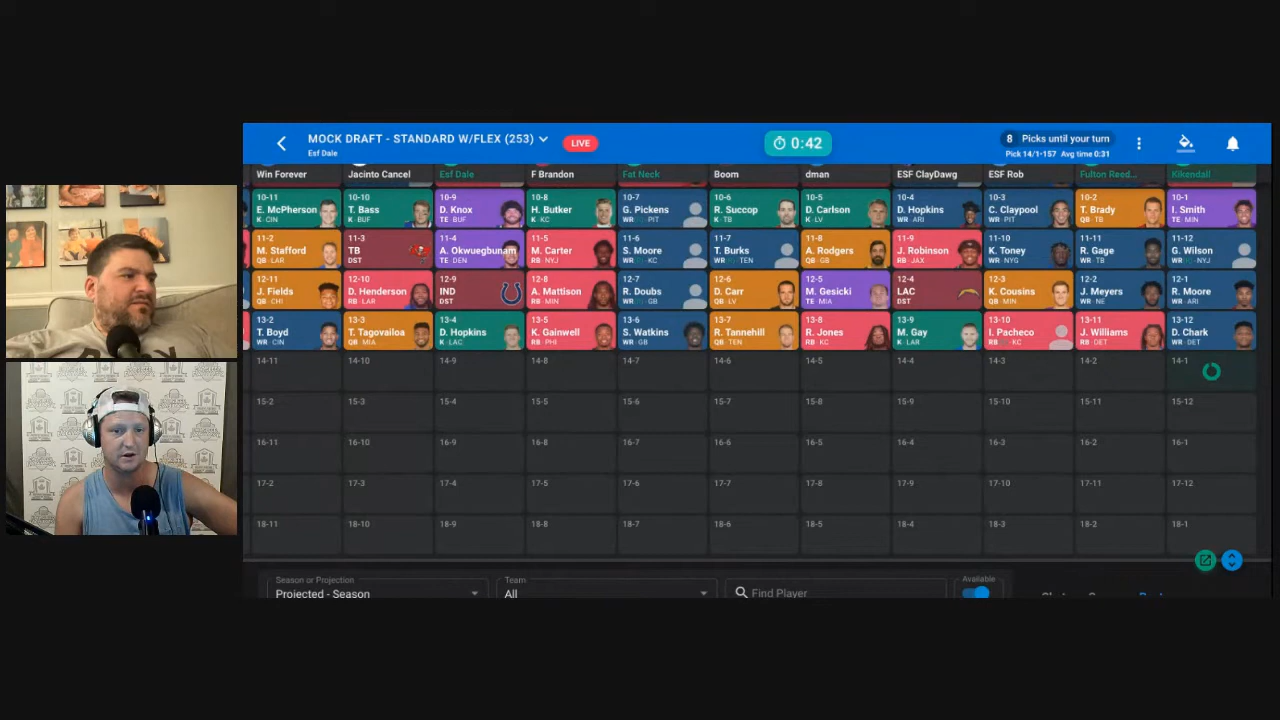 MOCK DRAFT - STANDARD W/FLEX (253)
LIVE
0:42
8 Picks until your turn
Esf Dale
Pick 14/1-157 Avg time 0:31
Win Forever Jacinto Cancel Esf Dale F Brandon Fat Neck Boom dman ESF ClayDawg ESF Rob Fulton Reed... Kikendall
10-11 10-10 10-9 10-8 10-7 10-6 10-5 10-4 10-3 10-2 10-1
E. McPherson T. Bass D. Knox H. Butker G. Pickens R. Succop D. Carlson D. Hopkins C. Claypool T. Brady I. Smith
K · CIN K · BUF TE · BUF K · KC WR PIT K · TB K · LV WR · ARI WR · PIT QB · TB TE · MIN
11-2 11-3 11-4 11-5 11-6 11-7 11-8 11-9 11-10 11-11 11-12
M. Stafford TB A. Okwuegbunam M. Carter S. Moore T. Burks A. Rodgers J. Robinson K. Toney R. Gage G. Wilson
QB · LAR DST TE · DEN RB · NYJ WR KC WR TEN QB · GB RB · JAX WR · NYG WR · TB WR NYJ
12-11 12-10 12-9 12-8 12-7 12-6 12-5 12-4 12-3 12-2 12-1
J. Fields D. Henderson IND A. Mattison R. Doubs D. Carr M. Gesicki LAC K. Cousins J. Meyers R. Moore
QB · CHI RB · LAR DST RB · MIN WR GB QB · LV TE · MIA DST QB · MIN WR · NE WR · ARI
13-2 13-3 13-4 13-5 13-6 13-7 13-8 13-9 13-10 13-11 13-12
T. Boyd T. Tagovailoa D. Hopkins K. Gainwell S. Watkins R. Tannehill R. Jones M. Gay I. Pacheco J. Williams D. Chark
WR · CIN QB · MIA K · LAC RB · PHI WR · GB QB · TEN RB · KC K · LAR RB KC RB · DET WR · DET
14-11 14-10 14-9 14-8 14-7 14-6 14-5 14-4 14-3 14-2 14-1
15-2 15-3 15-4 15-5 15-6 15-7 15-8 15-9 15-10 15-11 15-12
16-11 16-10 16-9 16-8 16-7 16-6 16-5 16-4 16-3 16-2 16-1
17-2 17-3 17-4 17-5 17-6 17-7 17-8 17-9 17-10 17-11 17-12
18-11 18-10 18-9 18-8 18-7 18-6 18-5 18-4 18-3 18-2 18-1
Season or Projection Team Available
Projected - Season All Find Player